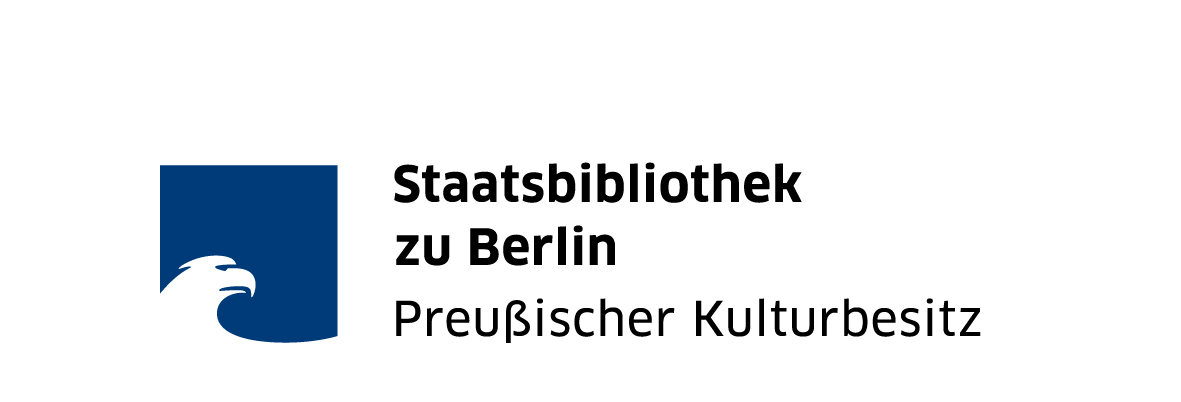 Staatsbibliothek
zu Berlin
Preußischer Kulturbesitz